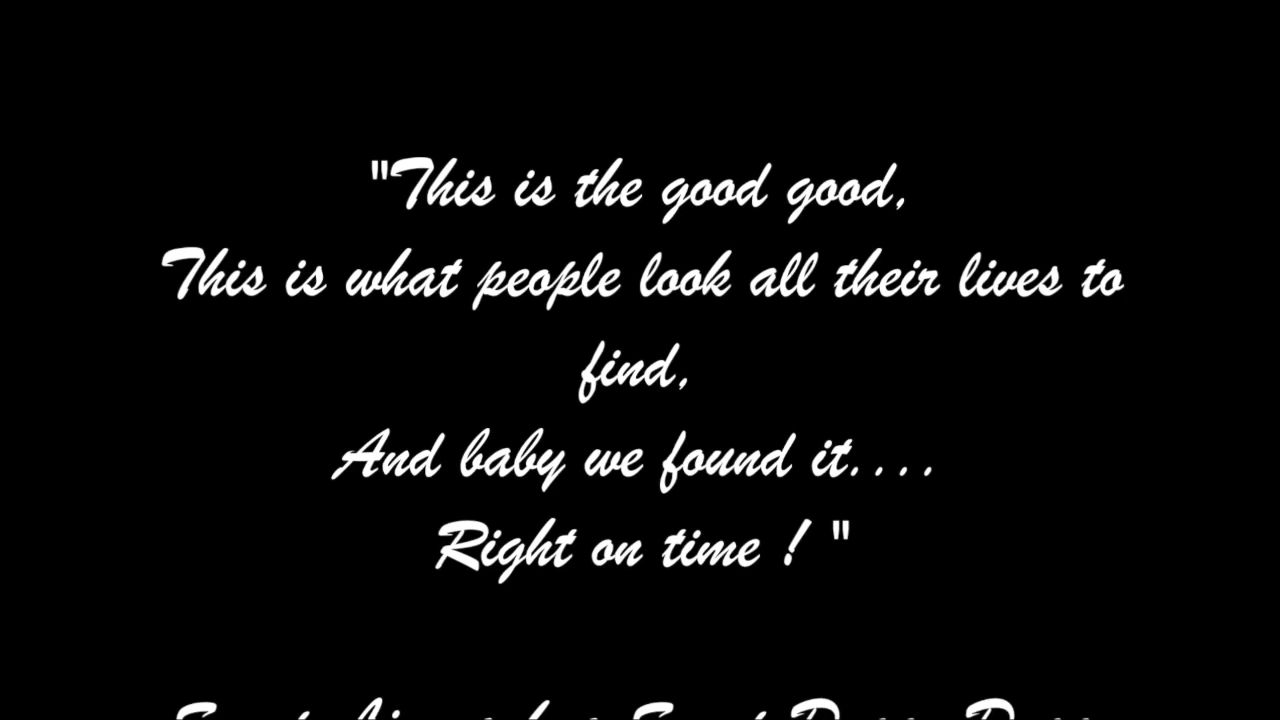 "This is the good good,
This is what people look all their lives to
find,
And baby we found it....
Right on time ! "